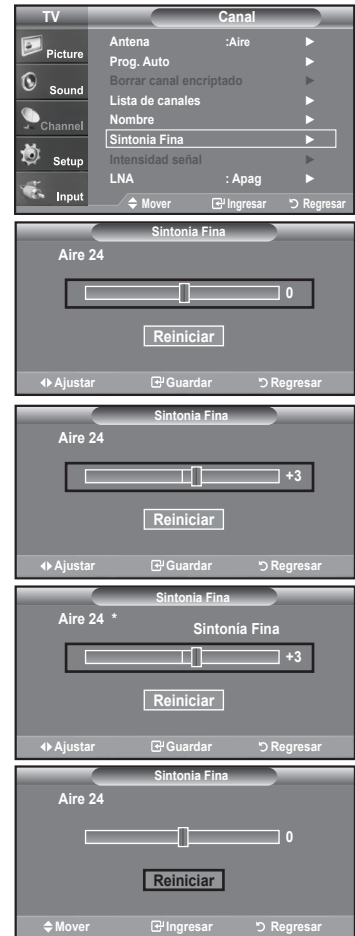 TV
Canal
Picture
Sound
Channel
Setup
Input
Antena :Aire
Prog. Auto
Borrar canal encriptado
Lista de canales
Nombre
Sintonia Fina
Intensidad señal
LNA : Apag
Mover Ingresar Regresar
Sintonia Fina
Aire 24
0
Reiniciar
Ajustar Guardar Regresar
Sintonia Fina
Aire 24
+3
Reiniciar
Ajustar Guardar Regresar
Sintonia Fina
Aire 24 *
Sintonía Fina
+3
Reiniciar
Ajustar Guardar Regresar
Sintonia Fina
Aire 24
0
Reiniciar
Mover Ingresar Regresar